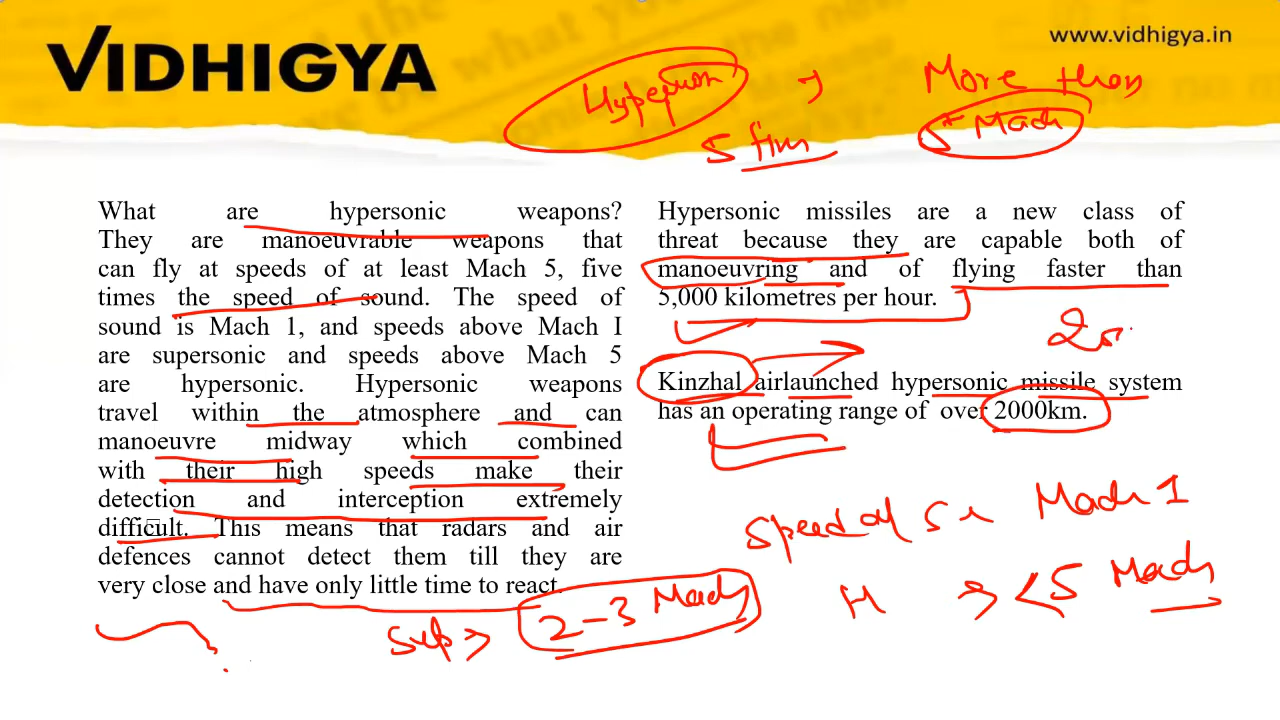 VIDHIGYA
www.vidhigya.in
More than
5 Mach
What are hypersonic weapons?
They are manoeuvrable weapons that
can fly at speeds of at least Mach 5, five
times the speed of sound. The speed of
sound is Mach 1, and speeds above Mach I
are supersonic and speeds above Mach 5
are hypersonic. Hypersonic weapons
travel within the atmosphere and can
manoeuvre midway which combined
with their high speeds make their
detection and interception extremely
difficult. This means that radars and air
defences cannot detect them till they are
very close and have only little time to react.
Hypersonic missiles are a new class of
threat because they are capable both of
manoeuvring and of flying faster than
5,000 kilometres per hour.
Kinzhal airlaunched hypersonic missile system
has an operating range of over 2000km.
Speed of S Mach 1
H → <5 Mach
Sup → 2-3 Mach